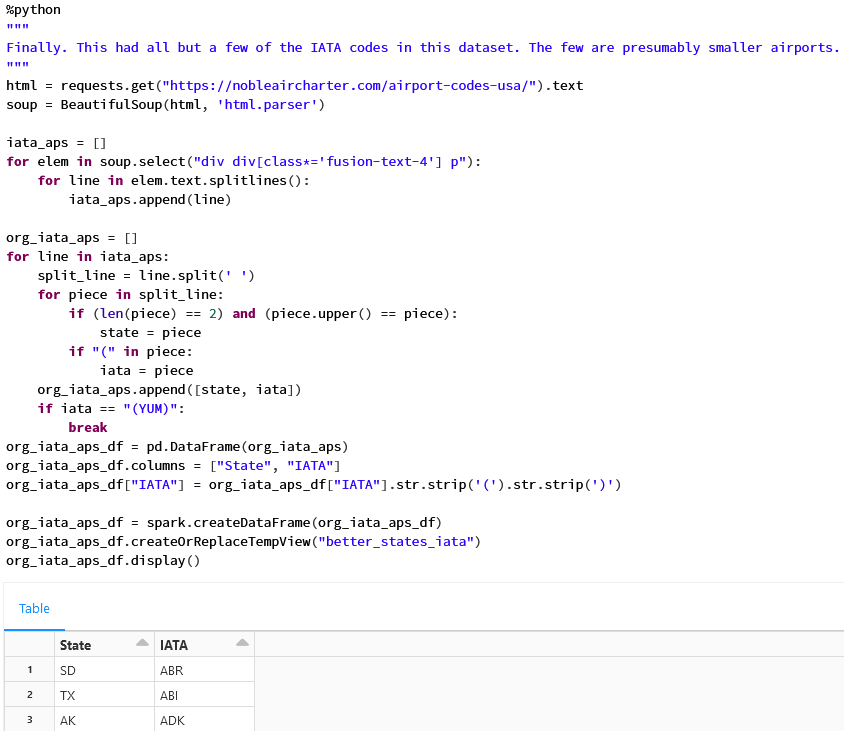 %python
"""
Finally. This had all but a few of the IATA codes in this dataset. The few are presumably smaller airports.
"""
html = requests.get("https://nobleaircharter.com/airport-codes-usa/").text
soup = BeautifulSoup(html, 'html.parser')

iata_aps = []
for elem in soup.select("div div[class*='fusion-text-4'] p"):
    for line in elem.text.splitlines():
        iata_aps.append(line)

org_iata_aps = []
for line in iata_aps:
    split_line = line.split(' ')
    for piece in split_line:
        if (len(piece) == 2) and (piece.upper() == piece):
            state = piece
        if "(" in piece:
            iata = piece
    org_iata_aps.append([state, iata])
    if iata == "(YUM)":
        break
org_iata_aps_df = pd.DataFrame(org_iata_aps)
org_iata_aps_df.columns = ["State", "IATA"]
org_iata_aps_df["IATA"] = org_iata_aps_df["IATA"].str.strip('(').str.strip(')')

org_iata_aps_df = spark.createDataFrame(org_iata_aps_df)
org_iata_aps_df.createOrReplaceTempView("better_states_iata")
org_iata_aps_df.display()
Table
State IATA
1 SD ABR
2 TX ABI
3 AK ADK